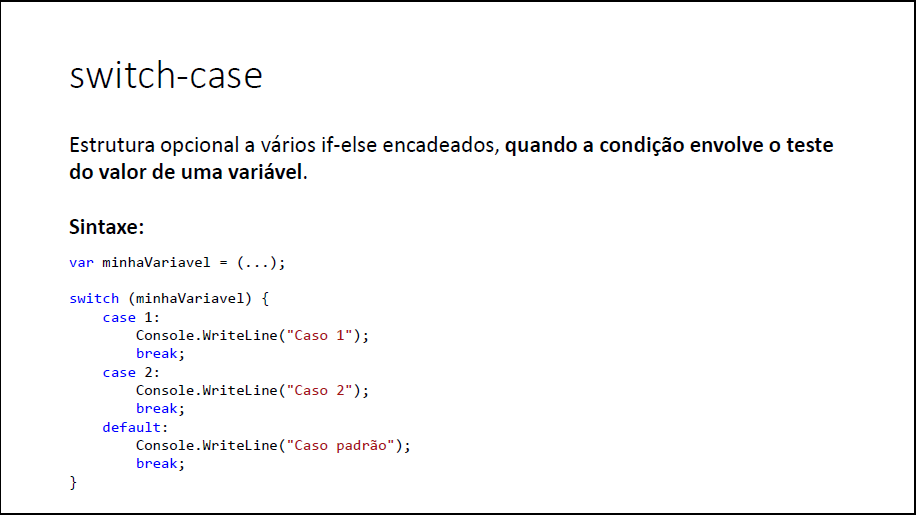 switch-case
Estrutura opcional a vários if-else encadeados, quando a condição envolve o teste
do valor de uma variável.
Sintaxe:
var minhaVariavel = (...);
switch (minhaVariavel) {
    case 1:
        Console.WriteLine("Caso 1");
        break;
    case 2:
        Console.WriteLine("Caso 2");
        break;
    default:
        Console.WriteLine("Caso padrão");
        break;
}